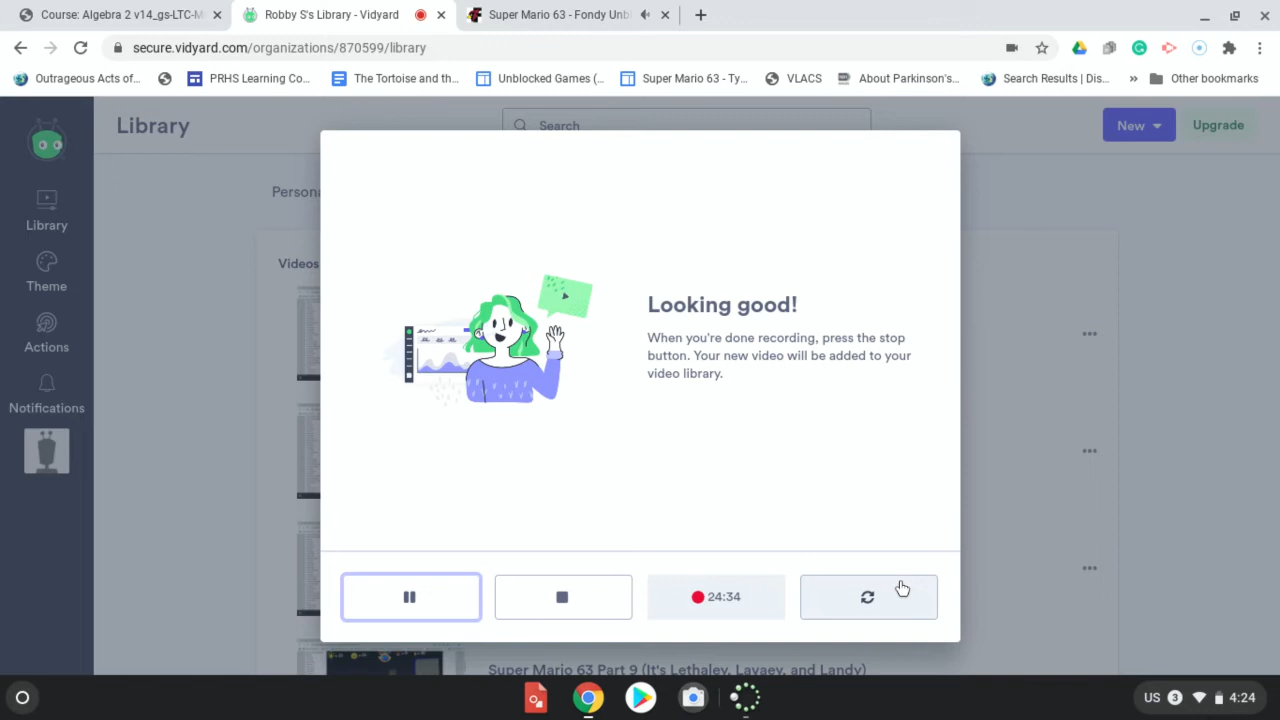 Course: Algebra 2 v14_gs-LTC-M
Robby S's Library - Vidyard
Super Mario 63 - Fondy Unbl
secure.vidyard.com/organizations/870599/library
Outrageous Acts of...
PRHS Learning Co...
The Tortoise and th...
Unblocked Games (...
Super Mario 63 - Ty...
VLACS
About Parkinson's...
Search Results | Dis...
»
Other bookmarks
Library
Search
New
Upgrade
Library
Theme
Actions
Notifications
Persona
Videos
Looking good!
When you're done recording, press the stop
button. Your new video will be added to your
video library.
24:34
Super Mario 63 Part 9 (It's Lethaley, Lavaey, and Landy)
US 3 4:24